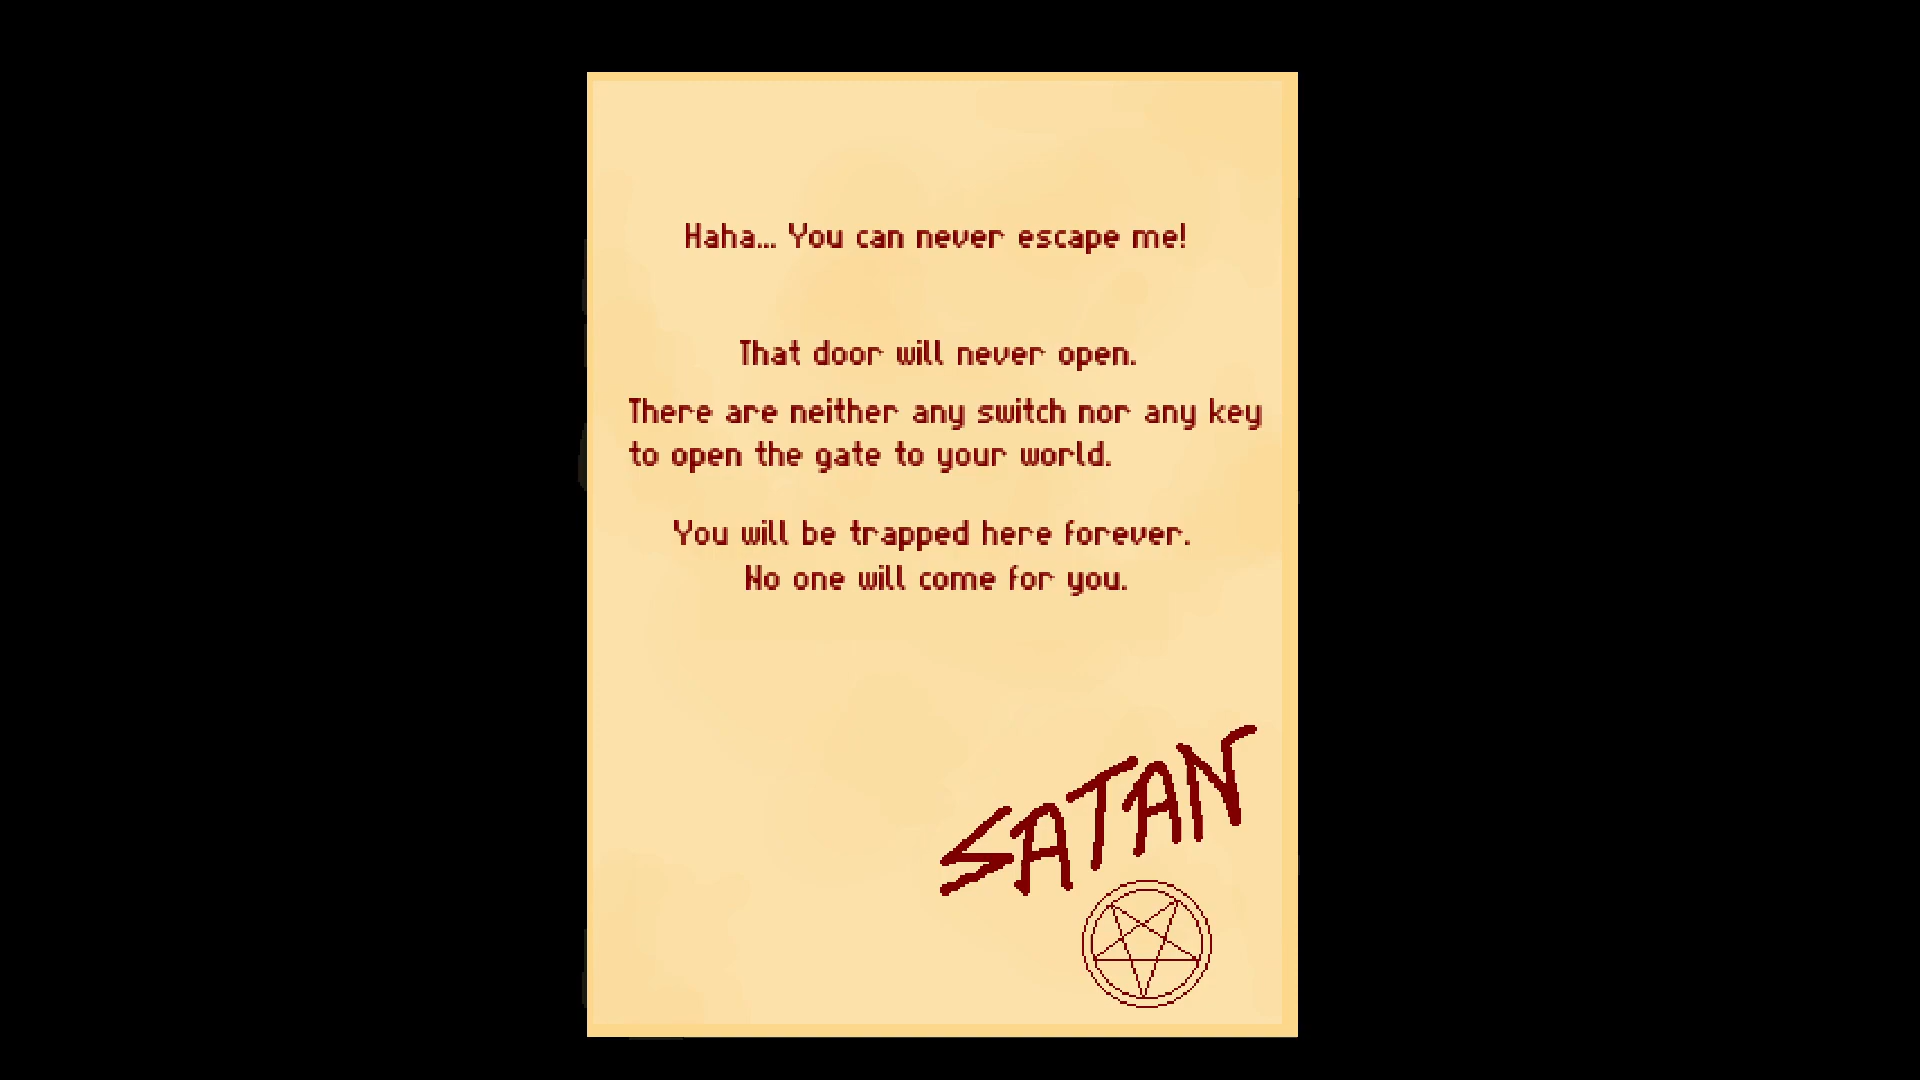 Haha... You can never escape me!
That door will never open.
There are neither any switch nor any key
to open the gate to your world.
You will be trapped here forever.
No one will come for you.
SATAN